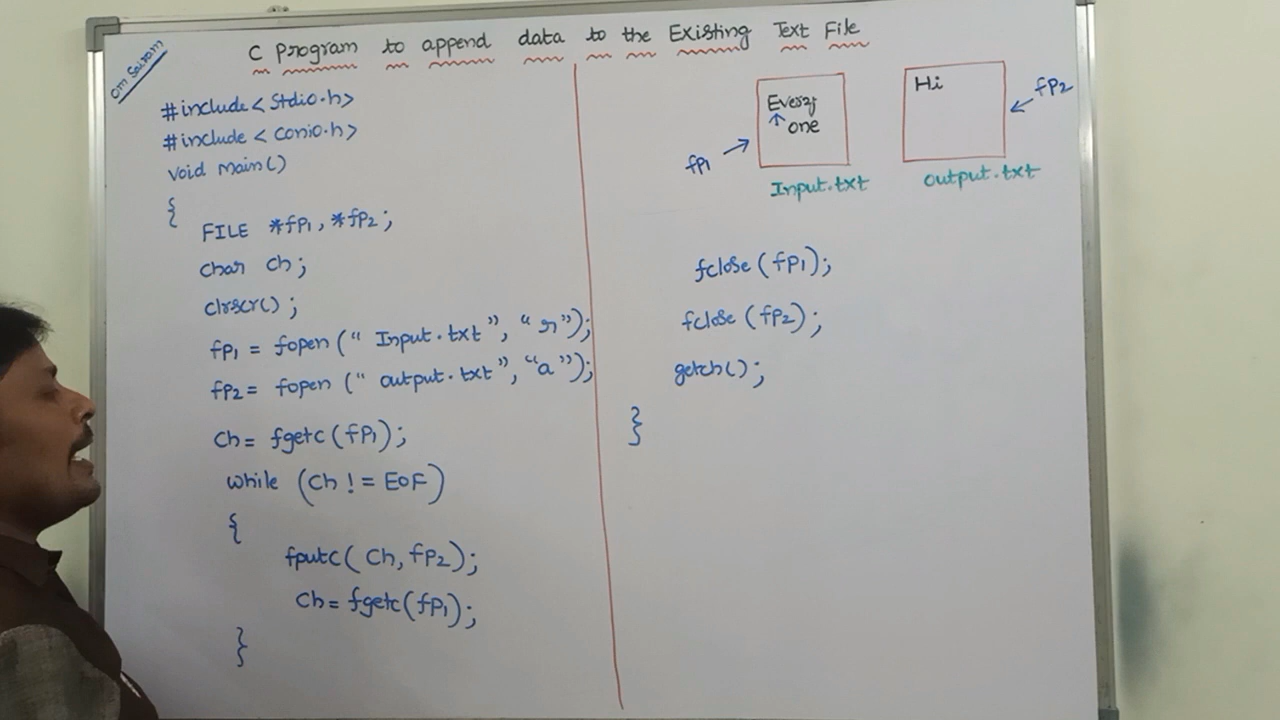 om Sairam
C Program to append data to the Existing Text File
#include < Stdio.h>
#include < Conio.h>
Void Main()
{
FILE *fp1, *fp2;
Char ch;
Clrscr();
fp1 = fopen (" Input.txt", "r");
fp2 = fopen (" output.txt", "a");
Ch= fgetc (fp1);
while (Ch != EOF)
{
fputc( Ch, fp2);
Ch= fgetc(fp1);
}
Every
one
fp1
Input.txt
Hi
fp2
output.txt
fclose (fp1);
fclose (fp2);
getch();
}